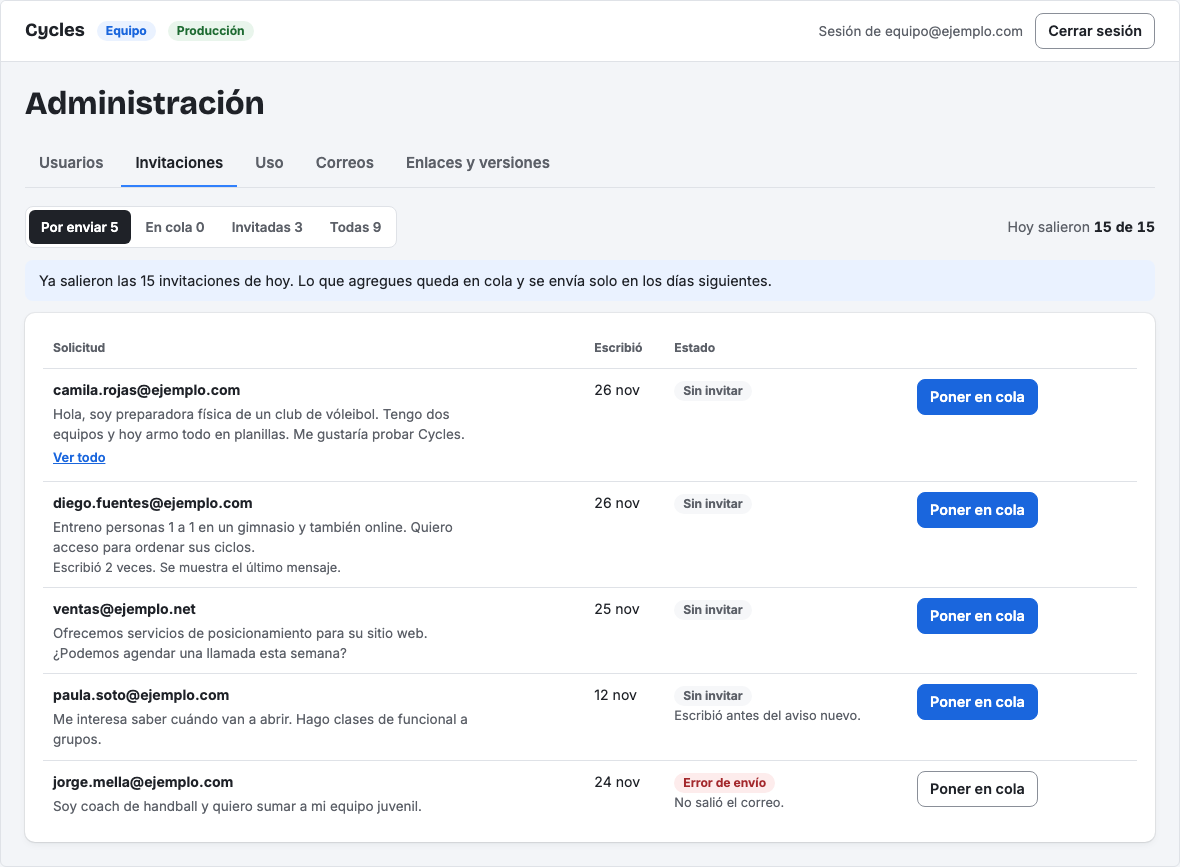 Cycles Equipo Producción Sesión de equipo@ejemplo.com Cerrar sesión
Administración
Usuarios Invitaciones Uso Correos Enlaces y versiones
Por enviar 5 En cola 0 Invitadas 3 Todas 9 Hoy salieron 15 de 15
Ya salieron las 15 invitaciones de hoy. Lo que agregues queda en cola y se envía solo en los días siguientes.
Solicitud Escribió Estado
camila.rojas@ejemplo.com 26 nov Sin invitar Poner en cola
Hola, soy preparadora física de un club de vóleibol. Tengo dos
equipos y hoy armo todo en planillas. Me gustaría probar Cycles.
Ver todo
diego.fuentes@ejemplo.com 26 nov Sin invitar Poner en cola
Entreno personas 1 a 1 en un gimnasio y también online. Quiero
acceso para ordenar sus ciclos.
Escribió 2 veces. Se muestra el último mensaje.
ventas@ejemplo.net 25 nov Sin invitar Poner en cola
Ofrecemos servicios de posicionamiento para su sitio web.
¿Podemos agendar una llamada esta semana?
paula.soto@ejemplo.com 12 nov Sin invitar Poner en cola
Me interesa saber cuándo van a abrir. Hago clases de funcional a Escribió antes del aviso nuevo.
grupos.
jorge.mella@ejemplo.com 24 nov Error de envío Poner en cola
Soy coach de handball y quiero sumar a mi equipo juvenil. No salió el correo.